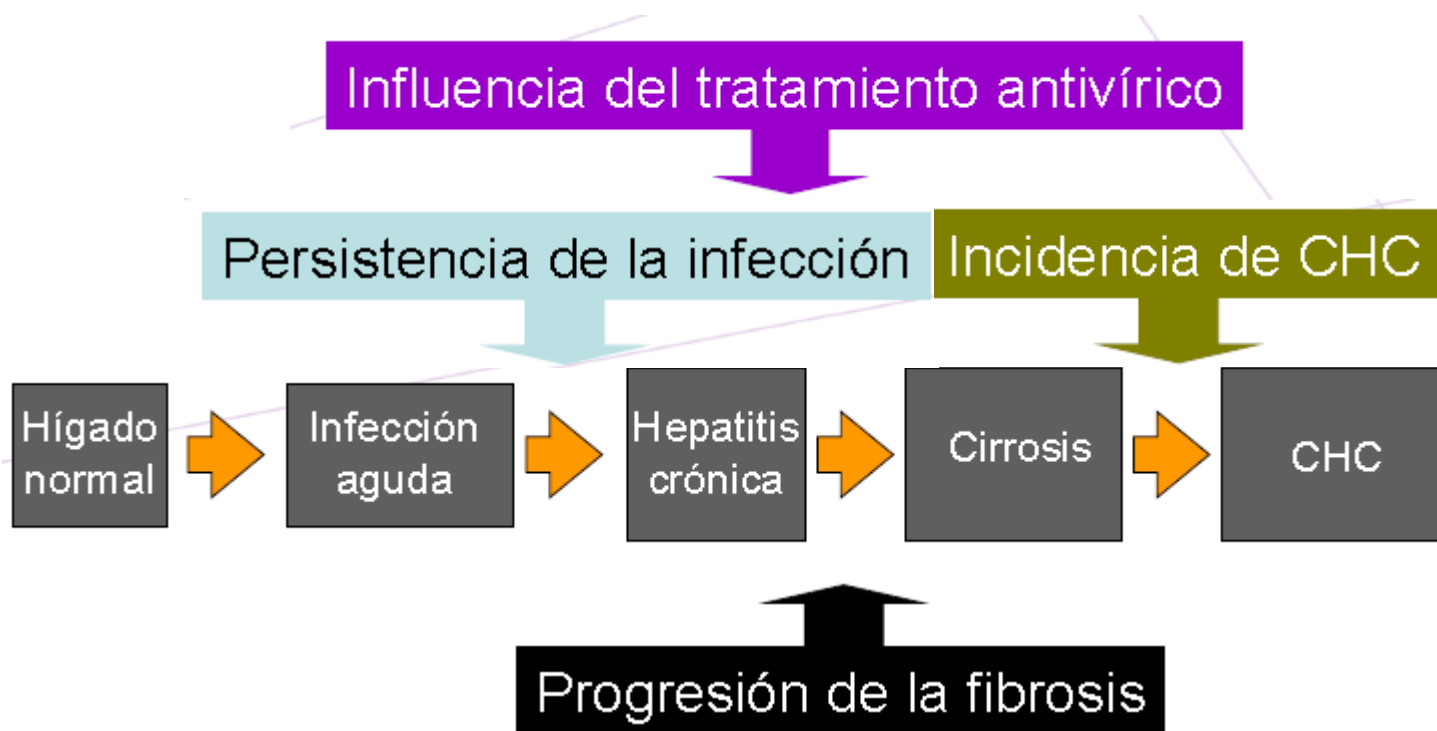 Influencia del tratamiento antivírico
Persistencia de la infección
Incidencia de CHC
Hígado
normal
Infección
aguda
Hepatitis
crónica
Cirrosis
CHC
Progresión de la fibrosis